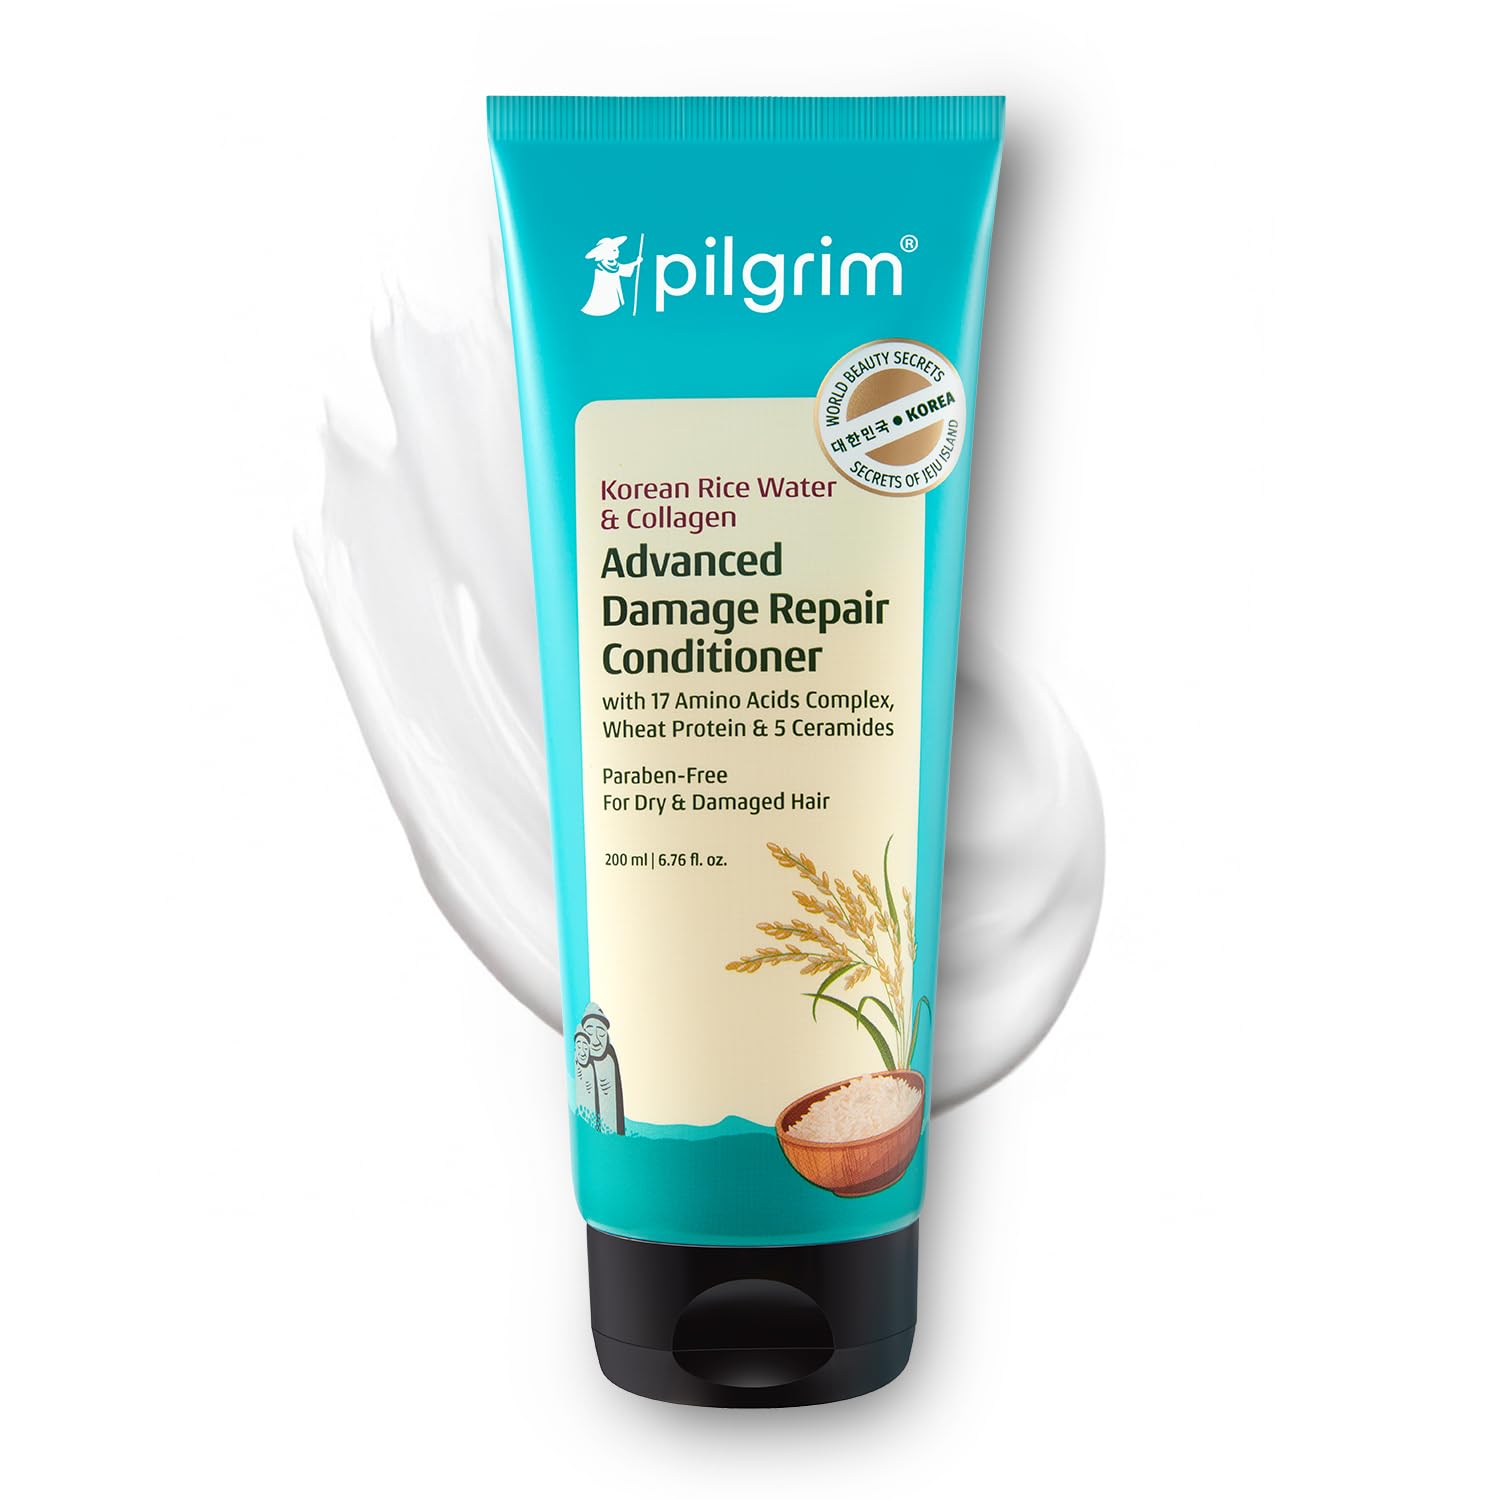 pilgrim®
WORLD BEAUTY SECRETS
대한민국 • KOREA
SECRETS OF JEJU ISLAND
Korean Rice Water
& Collagen
Advanced
Damage Repair
Conditioner
with 17 Amino Acids Complex,
Wheat Protein & 5 Ceramides
Paraben-Free
For Dry & Damaged Hair
200 ml | 6.76 fl. oz.